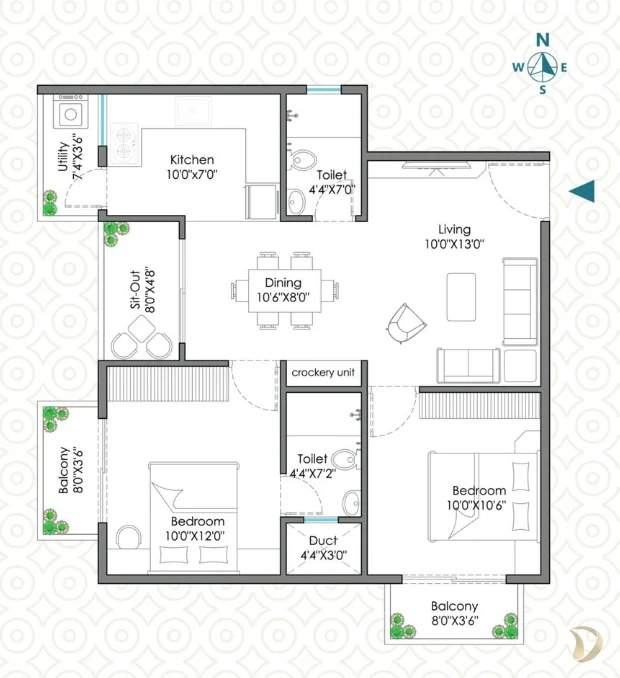 N
W E
S
Utility
7'4"X3'6"
Kitchen
10'0"x7'0"
Toilet
4'4"X7'0"
Living
10'0"X13'0"
Sit-Out
8'0"X4'8"
Dining
10'6"X8'0"
crockery unit
Balcony
8'0"X3'6"
Toilet
4'4"X7'2"
Bedroom
10'0"X12'0"
Bedroom
10'0"X10'6"
Duct
4'4"X3'0"
Balcony
8'0"X3'6"